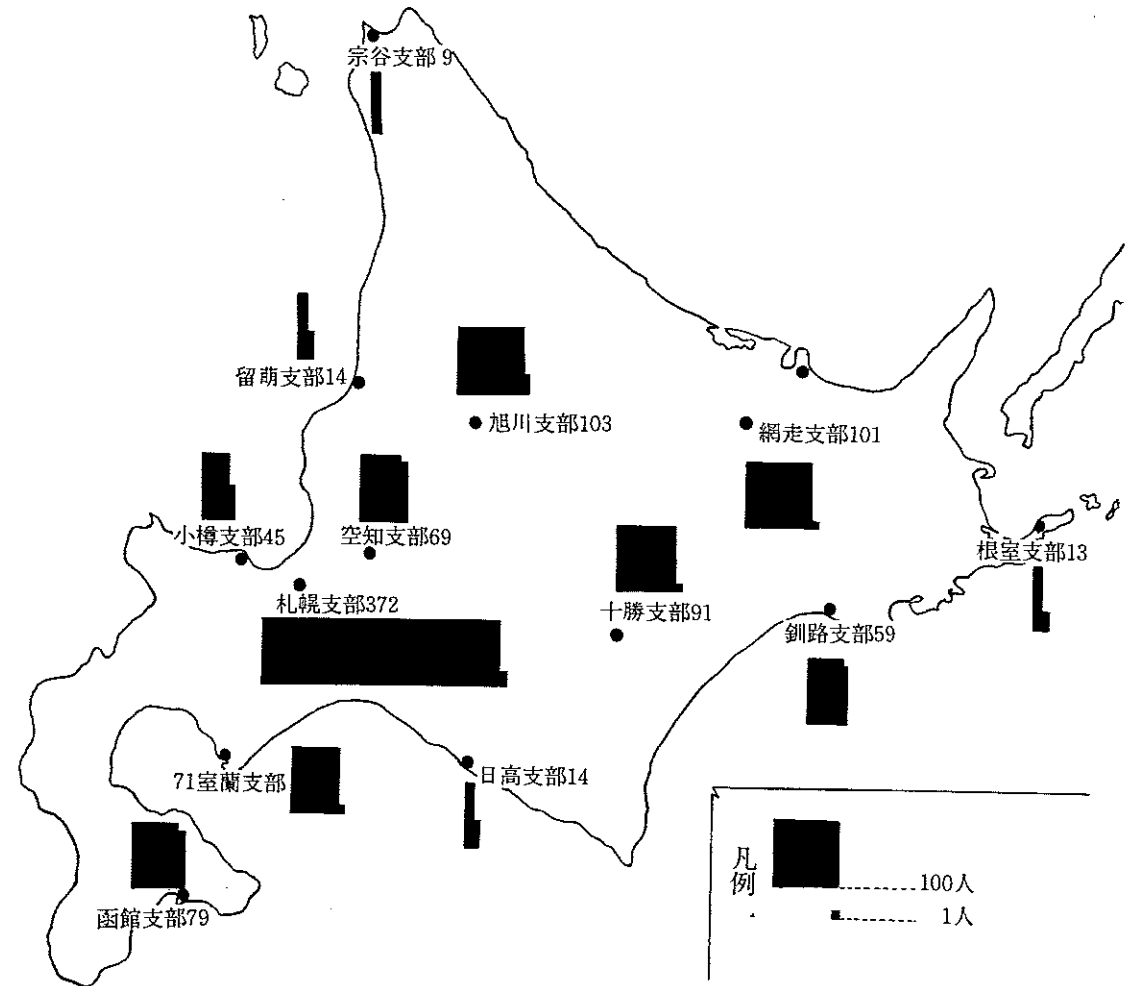 宗谷支部9
留萌支部14
旭川支部103
網走支部101
小樽支部45
空知支部69
根室支部13
札幌支部372
十勝支部91
釧路支部59
71室蘭支部
日高支部14
函館支部79
凡例
100人
1人